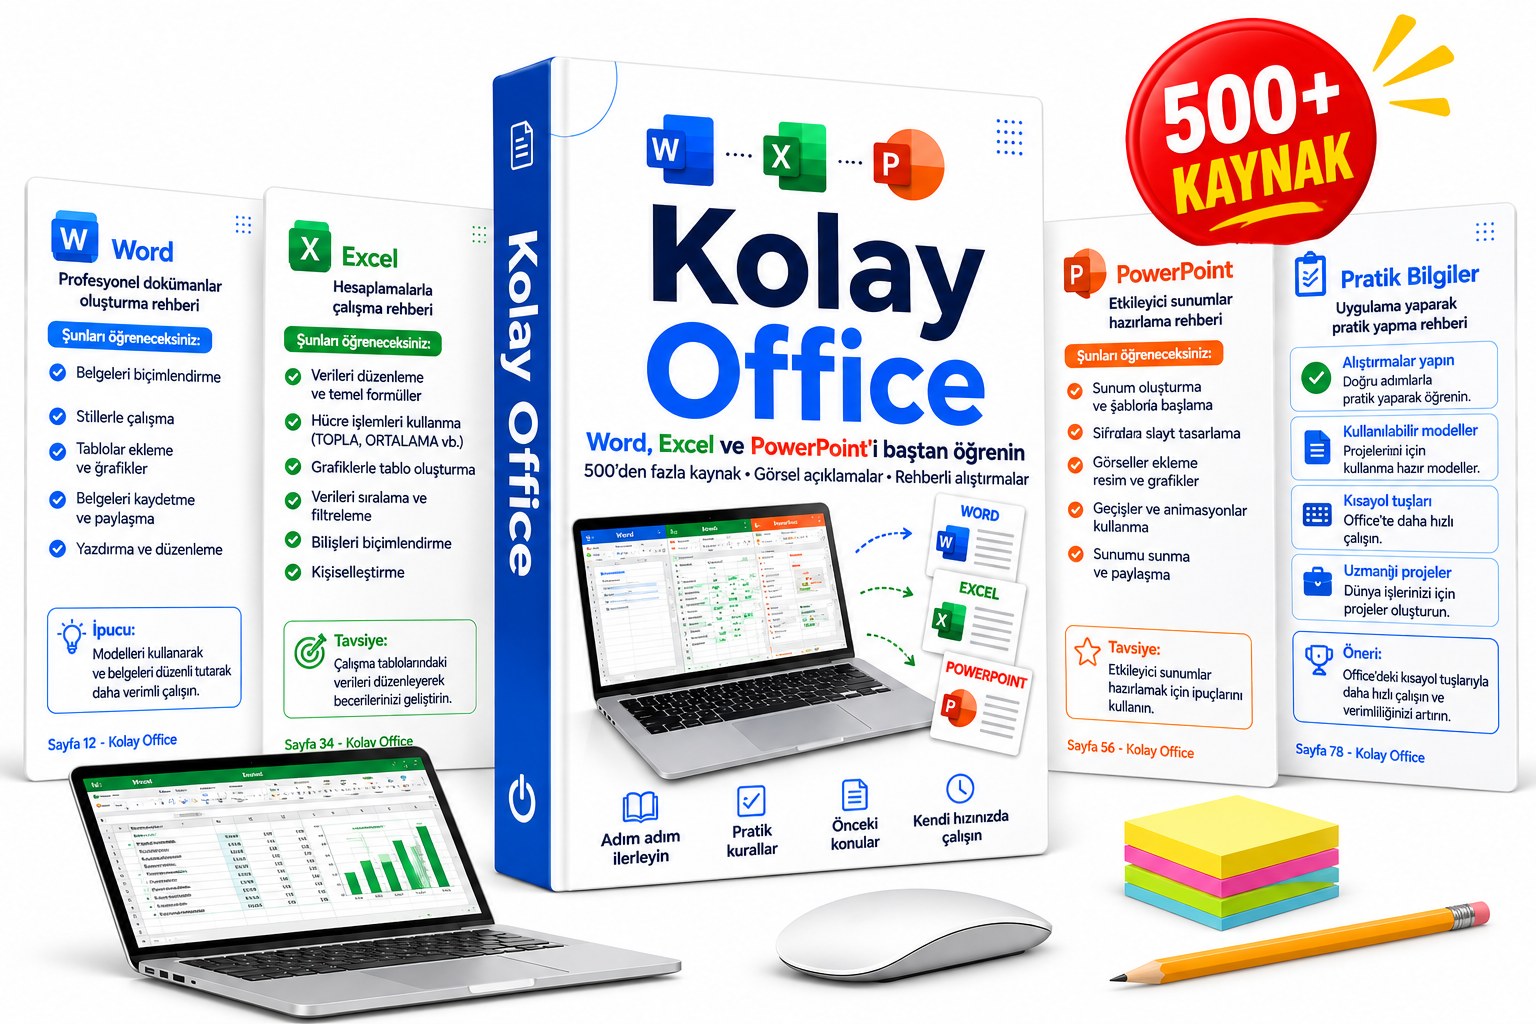 500+
KAYNAK
W
X
P
Kolay
Office
Word, Excel ve PowerPoint'i baştan öğrenin
500'den fazla kaynak • Görsel açıklamalar • Rehberli alıştırmalar
Word
WORD
W
EXCEL
X
POWERPOINT
P
Adım adım
ilerleyin
Pratik
kurallar
Önceki
konular
Kendi hızınızda
çalışın
Kolay Office
W
Word
Profesyonel dokümanlar
oluşturma rehberi
Şunları öğreneceksiniz:
Belgeleri biçimlendirme
Stillerle çalışma
Tablolar ekleme
ve grafikler
Belgeleri kaydetme
ve paylaşma
Yazdırma ve düzenleme
İpucu:
Modelleri kullanarak
ve belgeleri düzenli tutarak
daha verimli çalışın.
Sayfa 12 - Kolay Office
X
Excel
Hesaplamalarla
çalışma rehberi
Şunları öğreneceksiniz:
Verileri düzenleme
ve temel formüller
Hücre işlemleri kullanma
(TOPLA, ORTALAMA vb.)
Grafiklerle tablo oluşturma
Verileri sıralama ve
filtreleme
Bilişleri biçimlendirme
Kişiselleştirme
Tavsiye:
Çalışma tablolarındaki
verileri düzenleyerek
becerilerinizi geliştirin.
Sayfa 34 - Kolay Office
P
PowerPoint
Etkileyici sunumlar
hazırlama rehberi
Şunları öğreneceksiniz:
Sunum oluşturma
ve başlama
slayt tasarlama
Görseller ekleme
resim ve grafikler
Geçişler ve animasyonlar
kullanma
Sunumu sunma
ve paylaşma
Tavsiye:
Etkileyici sunumlar
hazırlamak için ipuçlarını
kullanın.
Sayfa 56 - Kolay Office
Pratik Bilgiler
Uygulama yaparak
pratik yapma rehberi
Alıştırmalar yapın
Doğru adımlarla
pratik yaparak öğrenin.
Kullanılabilir modeller
Projelerini için
kullanma hazır modeller.
Kısayol tuşları
Office'te daha hızlı
çalışın.
projeler
Dünya işlerinizi için
projeler oluşturun.
Öneri:
Office'deki kısayol tuşlarıyla
daha hızlı çalışın ve
verimliliğinizi artırın.
Sayfa 78 - Kolay Office